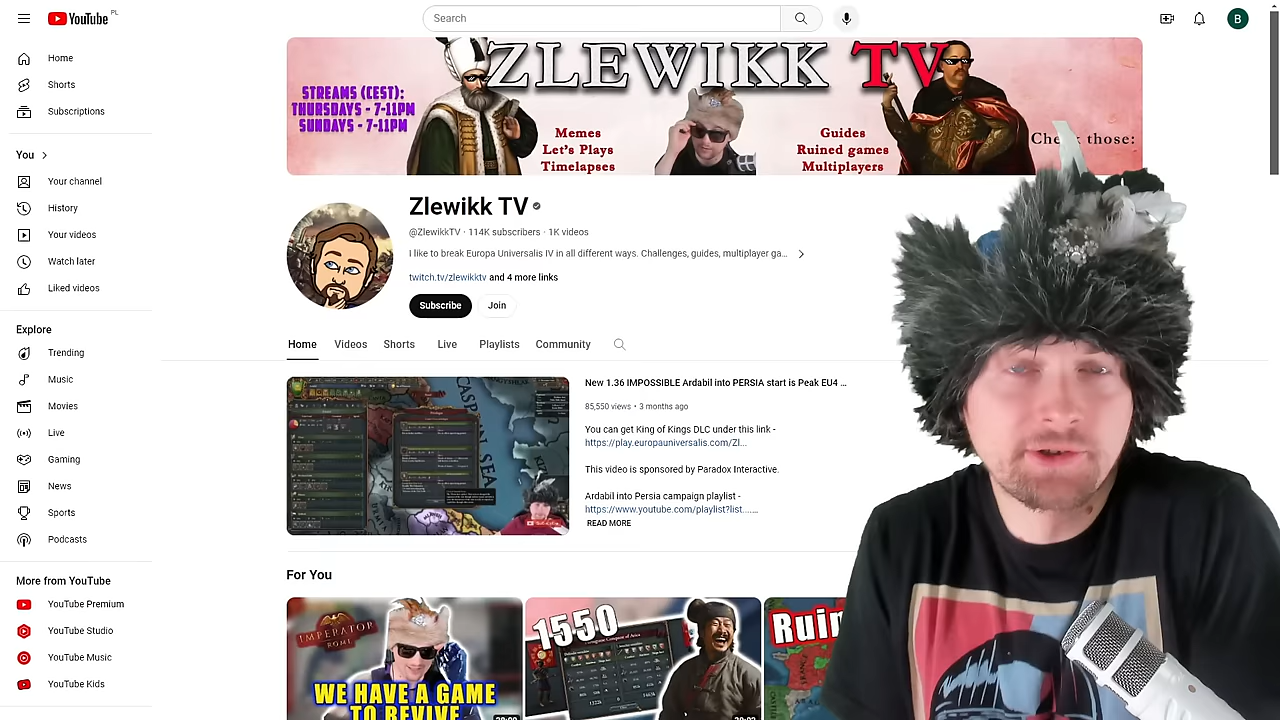 YouTube PL
Search
B
Home
Shorts
Subscriptions
You
Your channel
History
Your videos
Watch later
Liked videos
Explore
Trending
Music
Movies
Live
Gaming
News
Sports
Podcasts
More from YouTube
YouTube Premium
YouTube Studio
YouTube Music
YouTube Kids
ZLEWIKK TV
STREAMS (CEST):
THURSDAYS - 7-11PM
SUNDAYS - 7-11PM
Memes
Let's Plays
Timelapses
Guides
Ruined games
Multiplayers
those:
Zlewikk TV
@ZlewikkTV · 114K subscribers · 1K videos
I like to break Europa Universalis IV in all different ways. Challenges, guides, multiplayer ga...
twitch.tv/zlewikktv and 4 more links
Subscribe
Join
Home
Videos
Shorts
Live
Playlists
Community
CASPIAN SEA
New 1.36 IMPOSSIBLE Ardabil into PERSIA start is Peak EU4 ...
85,550 views • 3 months ago
You can get King of Kings DLC under this link -
https://play.europauniversalis.com/Zl...
This video is sponsored by Paradox Interactive.
Ardabil into Persia campaign playlist -
https://www.youtube.com/playlist?list......
READ MORE
For You
IMPERATOR
ROME
WE HAVE A GAME
TO REVIVE
1550